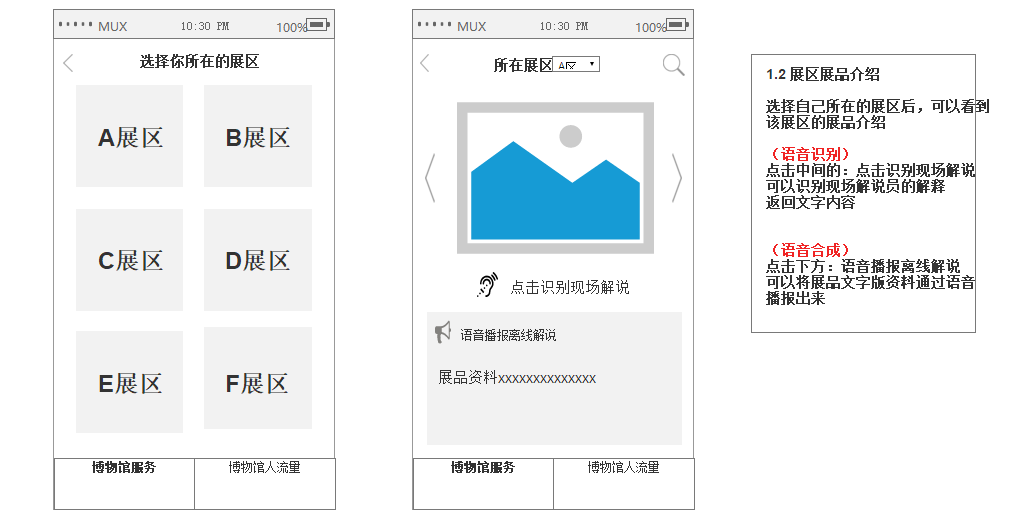 MUX 10:30 PM 100%
选择你所在的展区
A展区 B展区
C展区 D展区
E展区 F展区
博物馆服务 博物馆人流量
MUX 10:30 PM 100%
所在展区 A区
点击识别现场解说
语音播报离线解说
展品资料xxxxxxxxxxxxxx
博物馆服务 博物馆人流量
1.2 展区展品介绍
选择自己所在的展区后，可以看到
该展区的展品介绍
（语音识别）
点击中间的：点击识别现场解说
可以识别现场解说员的解释
返回文字内容
（语音合成）
点击下方：语音播报离线解说
可以将展品文字版资料通过语音
播报出来